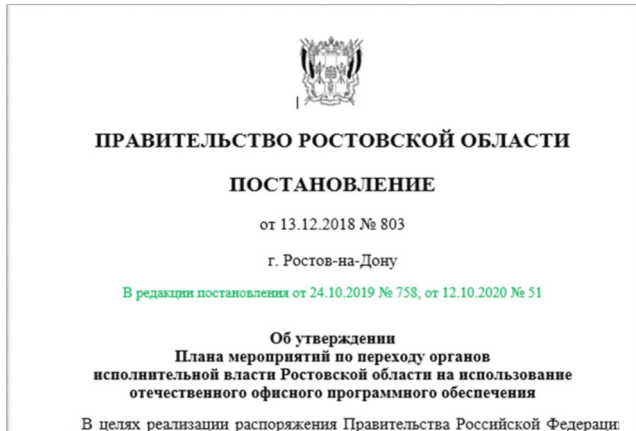 ПРАВИТЕЛЬСТВО РОСТОВСКОЙ ОБЛАСТИ
ПОСТАНОВЛЕНИЕ
от 13.12.2018 № 803
г. Ростов-на-Дону
В редакции постановления от 24.10.2019 № 758, от 12.10.2020 № 51
Об утверждении
Плана мероприятий по переходу органов
исполнительной власти Ростовской области на использование
отечественного офисного программного обеспечения
В целях реализации распоряжения Правительства Российской Федераци